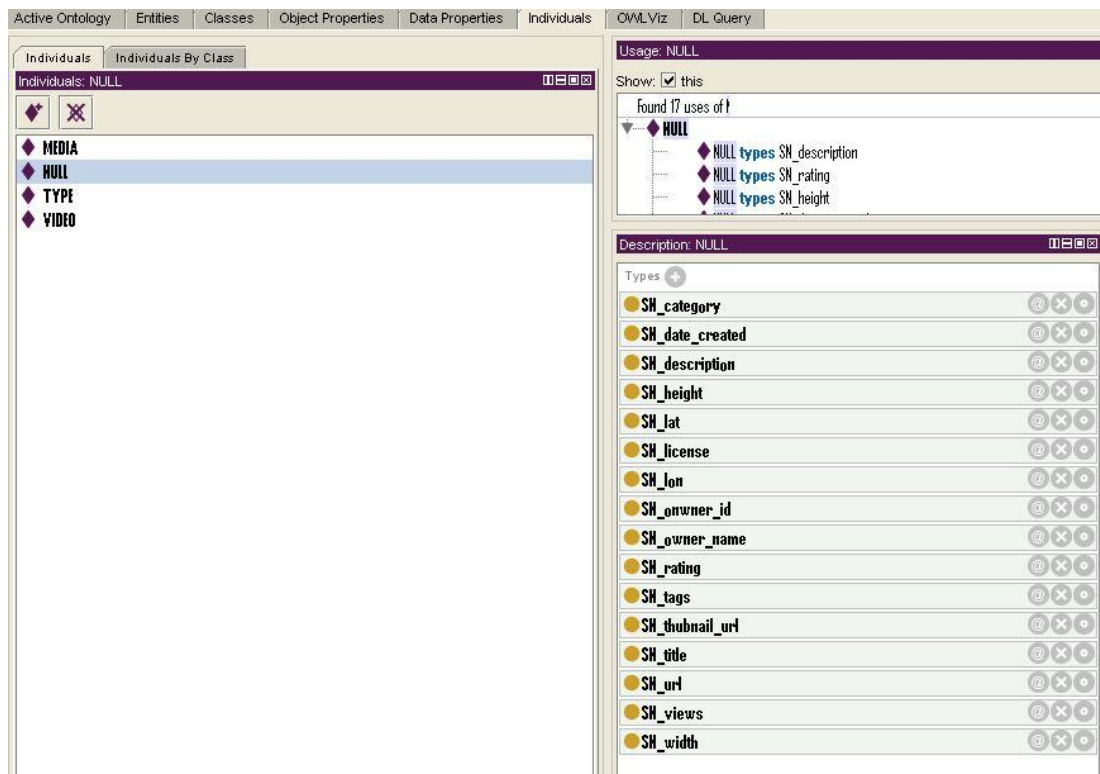 Active Ontology Entities Classes Object Properties Data Properties Individuals OWLViz DL Query
Individuals Individuals By Class
Individuals: NULL
MEDIA
NULL
TYPE
VIDEO
Usage: NULL
Show: this
Found 17 uses of
NULL
NULL types SN_description
NULL types SN_rating
NULL types SN_height
Description: NULL
Types
SN_category
SN_date_created
SN_description
SN_height
SN_lat
SN_license
SN_lon
SN_onwner_id
SN_owner_name
SN_rating
SN_tags
SN_thubnail_url
SN_title
SN_url
SN_views
SN_width